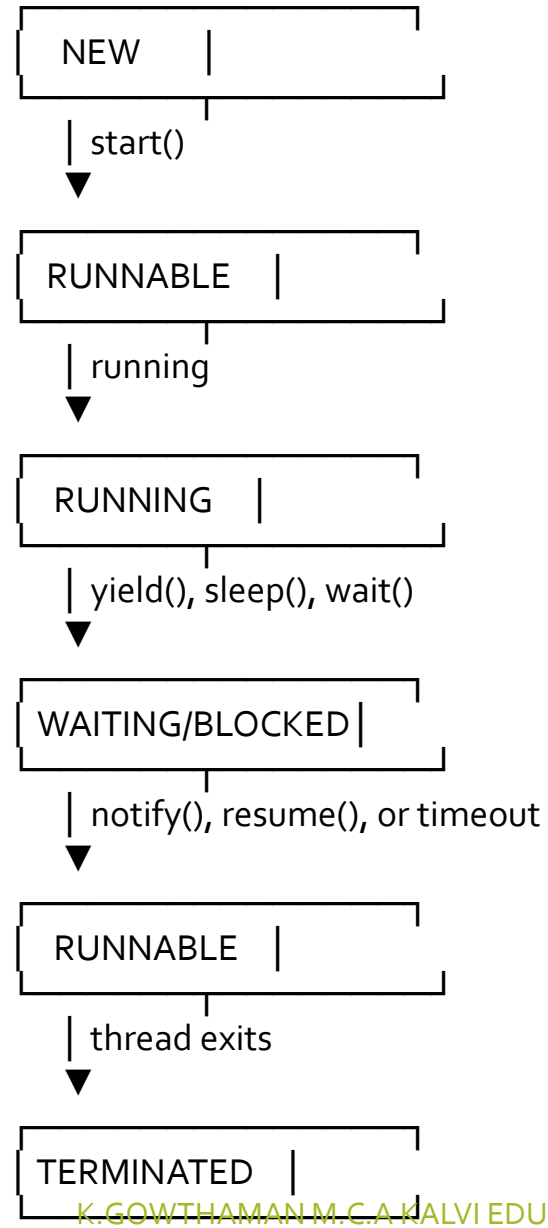 NEW
start()
RUNNABLE
running
RUNNING
yield(), sleep(), wait()
WAITING/BLOCKED
notify(), resume(), or timeout
RUNNABLE
thread exits
TERMINATED
K.GOWTHAMAN M.C.A KALVI EDU